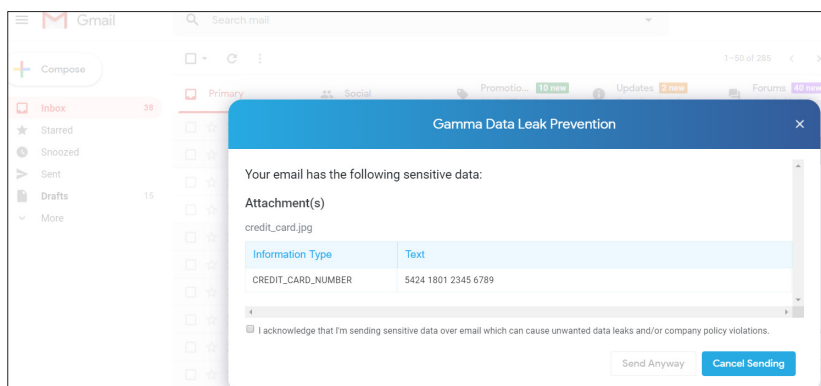 Gmail
Search mail
Compose
1–50 of 285
Primary
Social
Promotio... 10 new
Updates 2 new
Forums 40 new
Inbox 38
Starred
Snoozed
Sent
Drafts 15
More
Gamma Data Leak Prevention
Your email has the following sensitive data:
Attachment(s)
credit_card.jpg
Information Type Text
CREDIT_CARD_NUMBER 5424 1801 2345 6789
I acknowledge that I'm sending sensitive data over email which can cause unwanted data leaks and/or company policy violations.
Send Anyway Cancel Sending